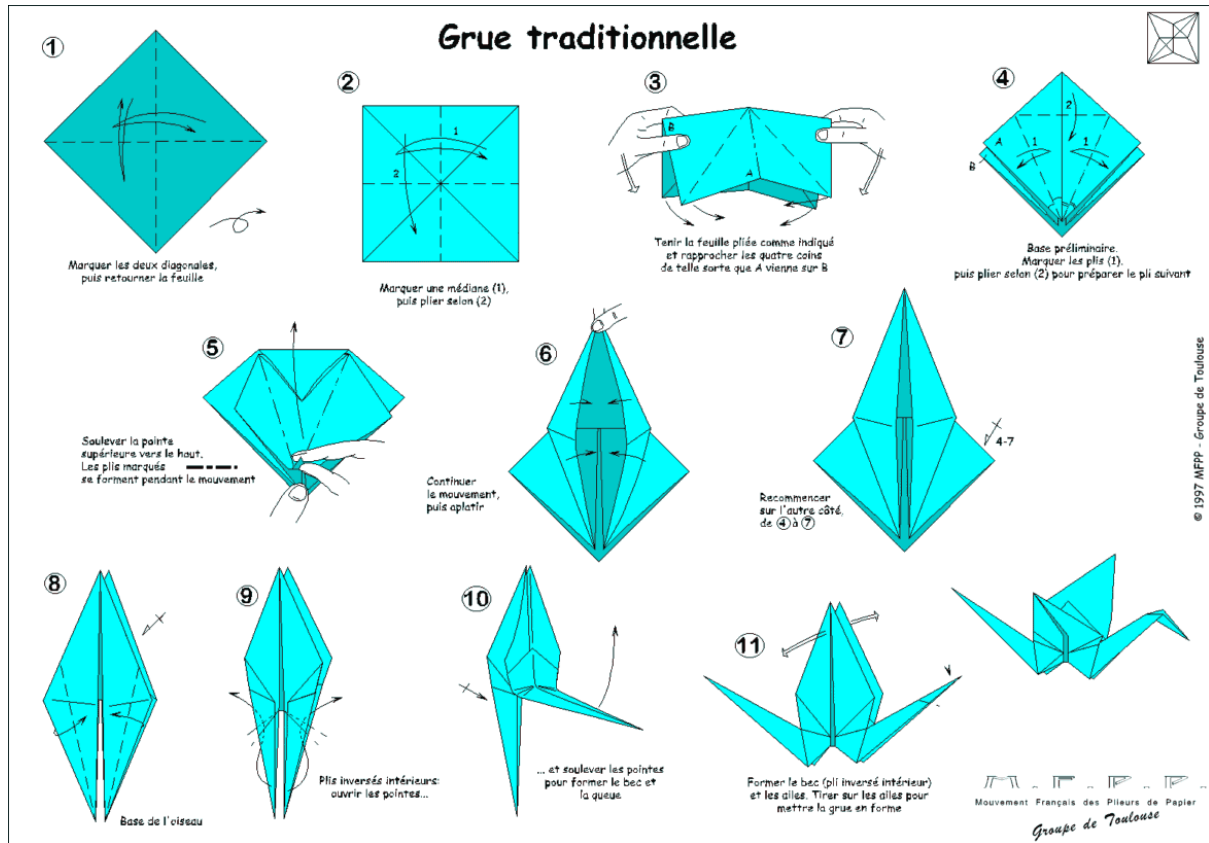 Grue traditionnelle
1
Marquer les deux diagonales,
puis retourner la feuille
2
1
2
Marquer une médiane (1),
puis plier selon (2)
3
B
A
Tenir la feuille pliée comme indiqué
et rapprocher les quatre coins
de telle sorte que A vienne sur B
4
2
1
1
A
B
Base préliminaire.
Marquer les plis (1),
puis plier selon (2) pour préparer le pli suivant
5
Soulever la pointe
supérieure vers le haut.
Les plis marqués
se forment pendant le mouvement
6
Continuer
le mouvement,
puis aplatir
7
4-7
Recommencer
sur l'autre côté,
de 4 à 7
© 1997 MFPP - Groupe de Toulouse
8
Base de l'oiseau
9
Plis inversés intérieurs:
ouvrir les pointes...
10
... et soulever les pointes
pour former le bec et
la queue
11
Former le bec (pli inversé intérieur)
et les ailes. Tirer sur les ailes pour
mettre la grue en forme
Mouvement Français des Plieurs de Papier
Groupe de Toulouse